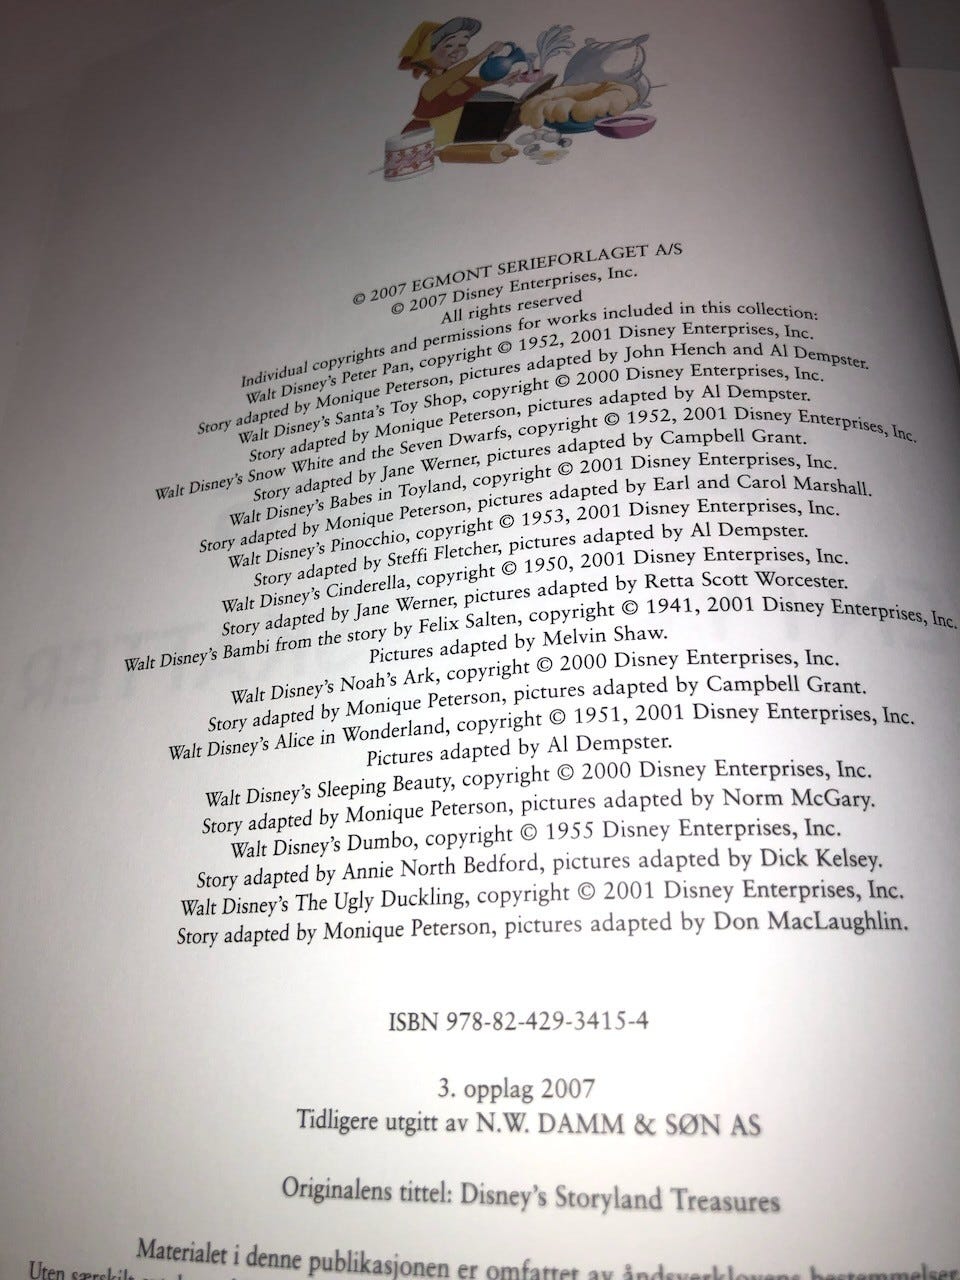 © 2007 EGMONT SERIEFORLAGET A/S
© 2007 Disney Enterprises, Inc.
All rights reserved
Individual copyrights and permissions for works included in this collection:
Walt Disney's Peter Pan, copyright © 1952, 2001 Disney Enterprises, Inc.
Story adapted by Monique Peterson, pictures adapted by John Hench and Al Dempster.
Walt Disney's Santa's Toy Shop, copyright © 2000 Disney Enterprises, Inc.
Story adapted by Monique Peterson, pictures adapted by Al Dempster.
Walt Disney's Snow White and the Seven Dwarfs, copyright © 1952, 2001 Disney Enterprises, Inc.
Story adapted by Jane Werner, pictures adapted by Campbell Grant.
Walt Disney's Babes in Toyland, copyright © 2001 Disney Enterprises, Inc.
Story adapted by Monique Peterson, pictures adapted by Earl and Carol Marshall.
Walt Disney's Pinocchio, copyright © 1953, 2001 Disney Enterprises, Inc.
Story adapted by Steffi Fletcher, pictures adapted by Al Dempster.
Walt Disney's Cinderella, copyright © 1950, 2001 Disney Enterprises, Inc.
Story adapted by Jane Werner, pictures adapted by Retta Scott Worcester.
Walt Disney's Bambi from the story by Felix Salten, copyright © 1941, 2001 Disney Enterprises, Inc.
Pictures adapted by Melvin Shaw.
Walt Disney's Noah's Ark, copyright © 2000 Disney Enterprises, Inc.
Story adapted by Monique Peterson, pictures adapted by Campbell Grant.
Walt Disney's Alice in Wonderland, copyright © 1951, 2001 Disney Enterprises, Inc.
Pictures adapted by Al Dempster.
Walt Disney's Sleeping Beauty, copyright © 2000 Disney Enterprises, Inc.
Story adapted by Monique Peterson, pictures adapted by Norm McGary.
Walt Disney's Dumbo, copyright © 1955 Disney Enterprises, Inc.
Story adapted by Annie North Bedford, pictures adapted by Dick Kelsey.
Walt Disney's The Ugly Duckling, copyright © 2001 Disney Enterprises, Inc.
Story adapted by Monique Peterson, pictures adapted by Don MacLaughlin.
ISBN 978-82-429-3415-4
3. opplag 2007
Tidligere utgitt av N.W. DAMM & SØN AS
Originalens tittel: Disney's Storyland Treasures
Materialet i denne publikasjonen er omfattet av åndsverklovens bestemmelser
Uten særskilt